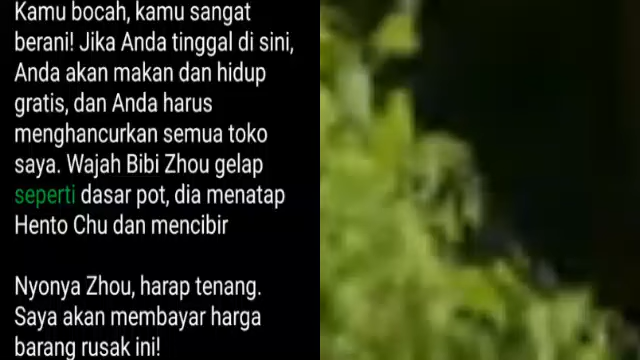 Kamu bocah, kamu sangat
berani! Jika Anda tinggal di sini,
Anda akan makan dan hidup
gratis, dan Anda harus
menghancurkan semua toko
saya. Wajah Bibi Zhou gelap
seperti dasar pot, dia menatap
Hento Chu dan mencibir
Nyonya Zhou, harap tenang.
Saya akan membayar harga
barang rusak ini!